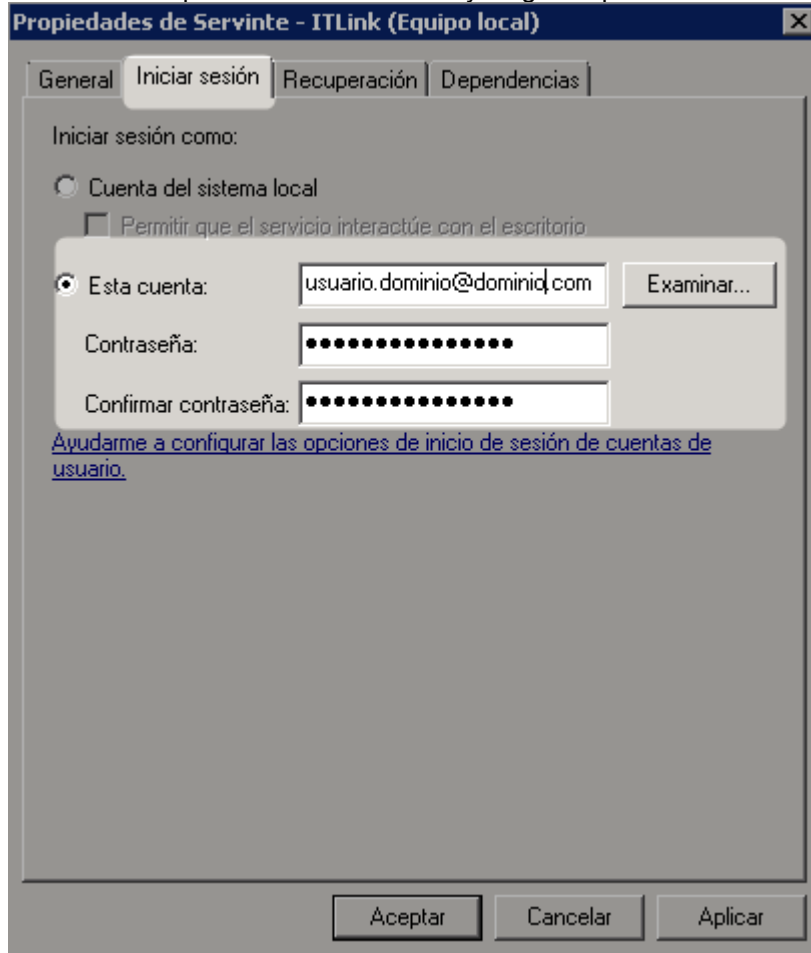 Propiedades de Servinte - ITLink (Equipo local)
General Iniciar sesión Recuperación Dependencias
Iniciar sesión como:
Cuenta del sistema local
Permitir que el servicio interactúe con el escritorio
Esta cuenta: usuario.dominio@dominio.com Examinar...
Contraseña: •••••••••••••••
Confirmar contraseña: •••••••••••••••
Ayudarme a configurar las opciones de inicio de sesión de cuentas de
usuario.
Aceptar Cancelar Aplicar